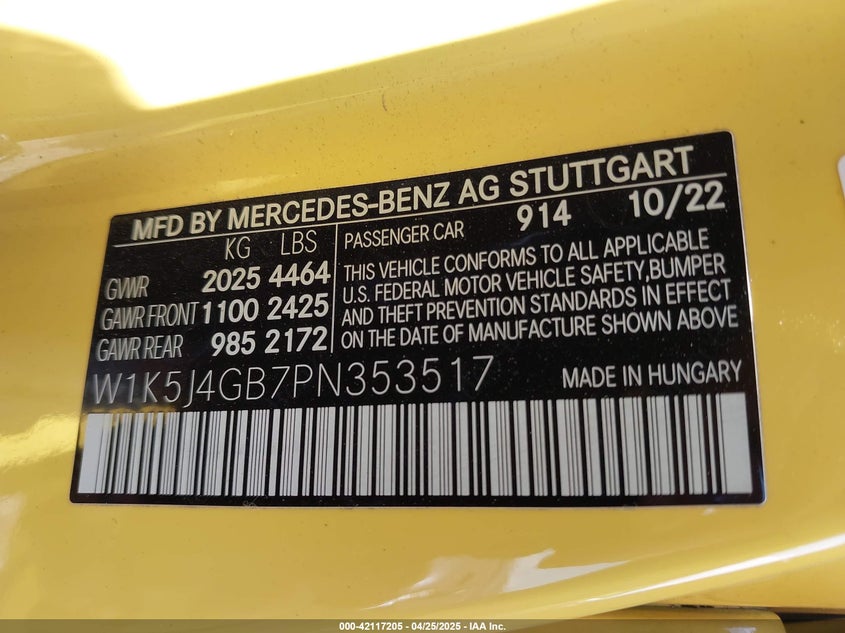 MFD BY MERCEDES-BENZ AG STUTTGART
KG LBS
GVWR 2025 4464
GAWR FRONT 1100 2425
GAWR REAR 985 2172
PASSENGER CAR 914 10/22
THIS VEHICLE CONFORMS TO ALL APPLICABLE
U.S. FEDERAL MOTOR VEHICLE SAFETY,BUMPER
AND THEFT PREVENTION STANDARDS IN EFFECT
ON THE DATE OF MANUFACTURE SHOWN ABOVE
W1K5J4GB7PN353517
MADE IN HUNGARY
000-42117205 - 04/25/2025 - IAA Inc.